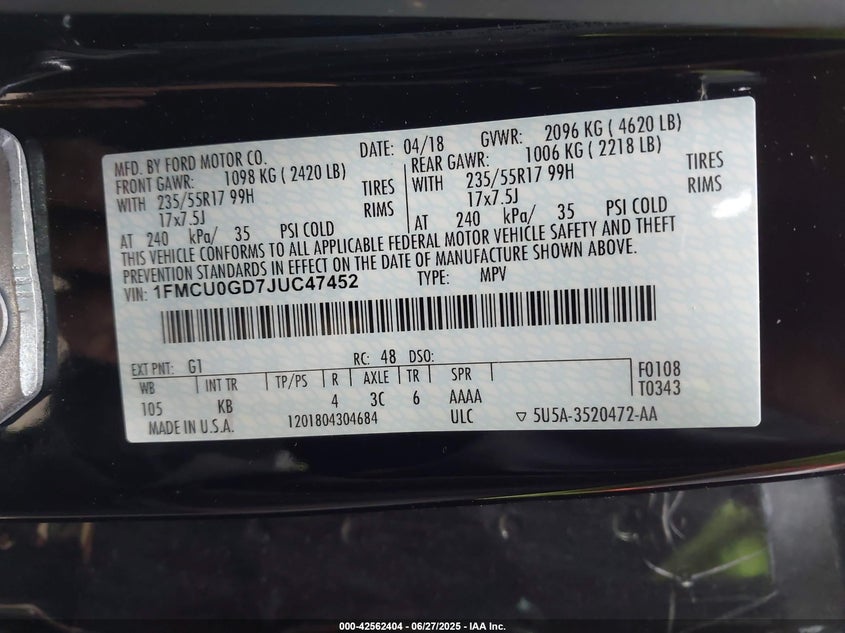 MFD. BY FORD MOTOR CO. DATE: 04/18 GVWR: 2096 KG ( 4620 LB)
FRONT GAWR: 1098 KG ( 2420 LB) REAR GAWR: 1006 KG ( 2218 LB)
WITH 235/55R17 99H TIRES WITH 235/55R17 99H TIRES
17x7.5J RIMS 17x7.5J RIMS
AT 240 kPa/ 35 PSI COLD AT 240 kPa/ 35 PSI COLD
THIS VEHICLE CONFORMS TO ALL APPLICABLE FEDERAL MOTOR VEHICLE SAFETY AND THEFT
PREVENTION STANDARDS IN EFFECT ON THE DATE OF MANUFACTURE SHOWN ABOVE.
VIN: 1FMCU0GD7JUC47452 TYPE: MPV
EXT PNT: G1 RC: 48 DSO: F0108
WB INT TR TP/PS R AXLE TR SPR T0343
105 KB 4 3C 6 AAAA
MADE IN U.S.A. 1201804304684 ULC ▽ 5U5A-3520472-AA
000-42562404 - 06/27/2025 - IAA Inc.